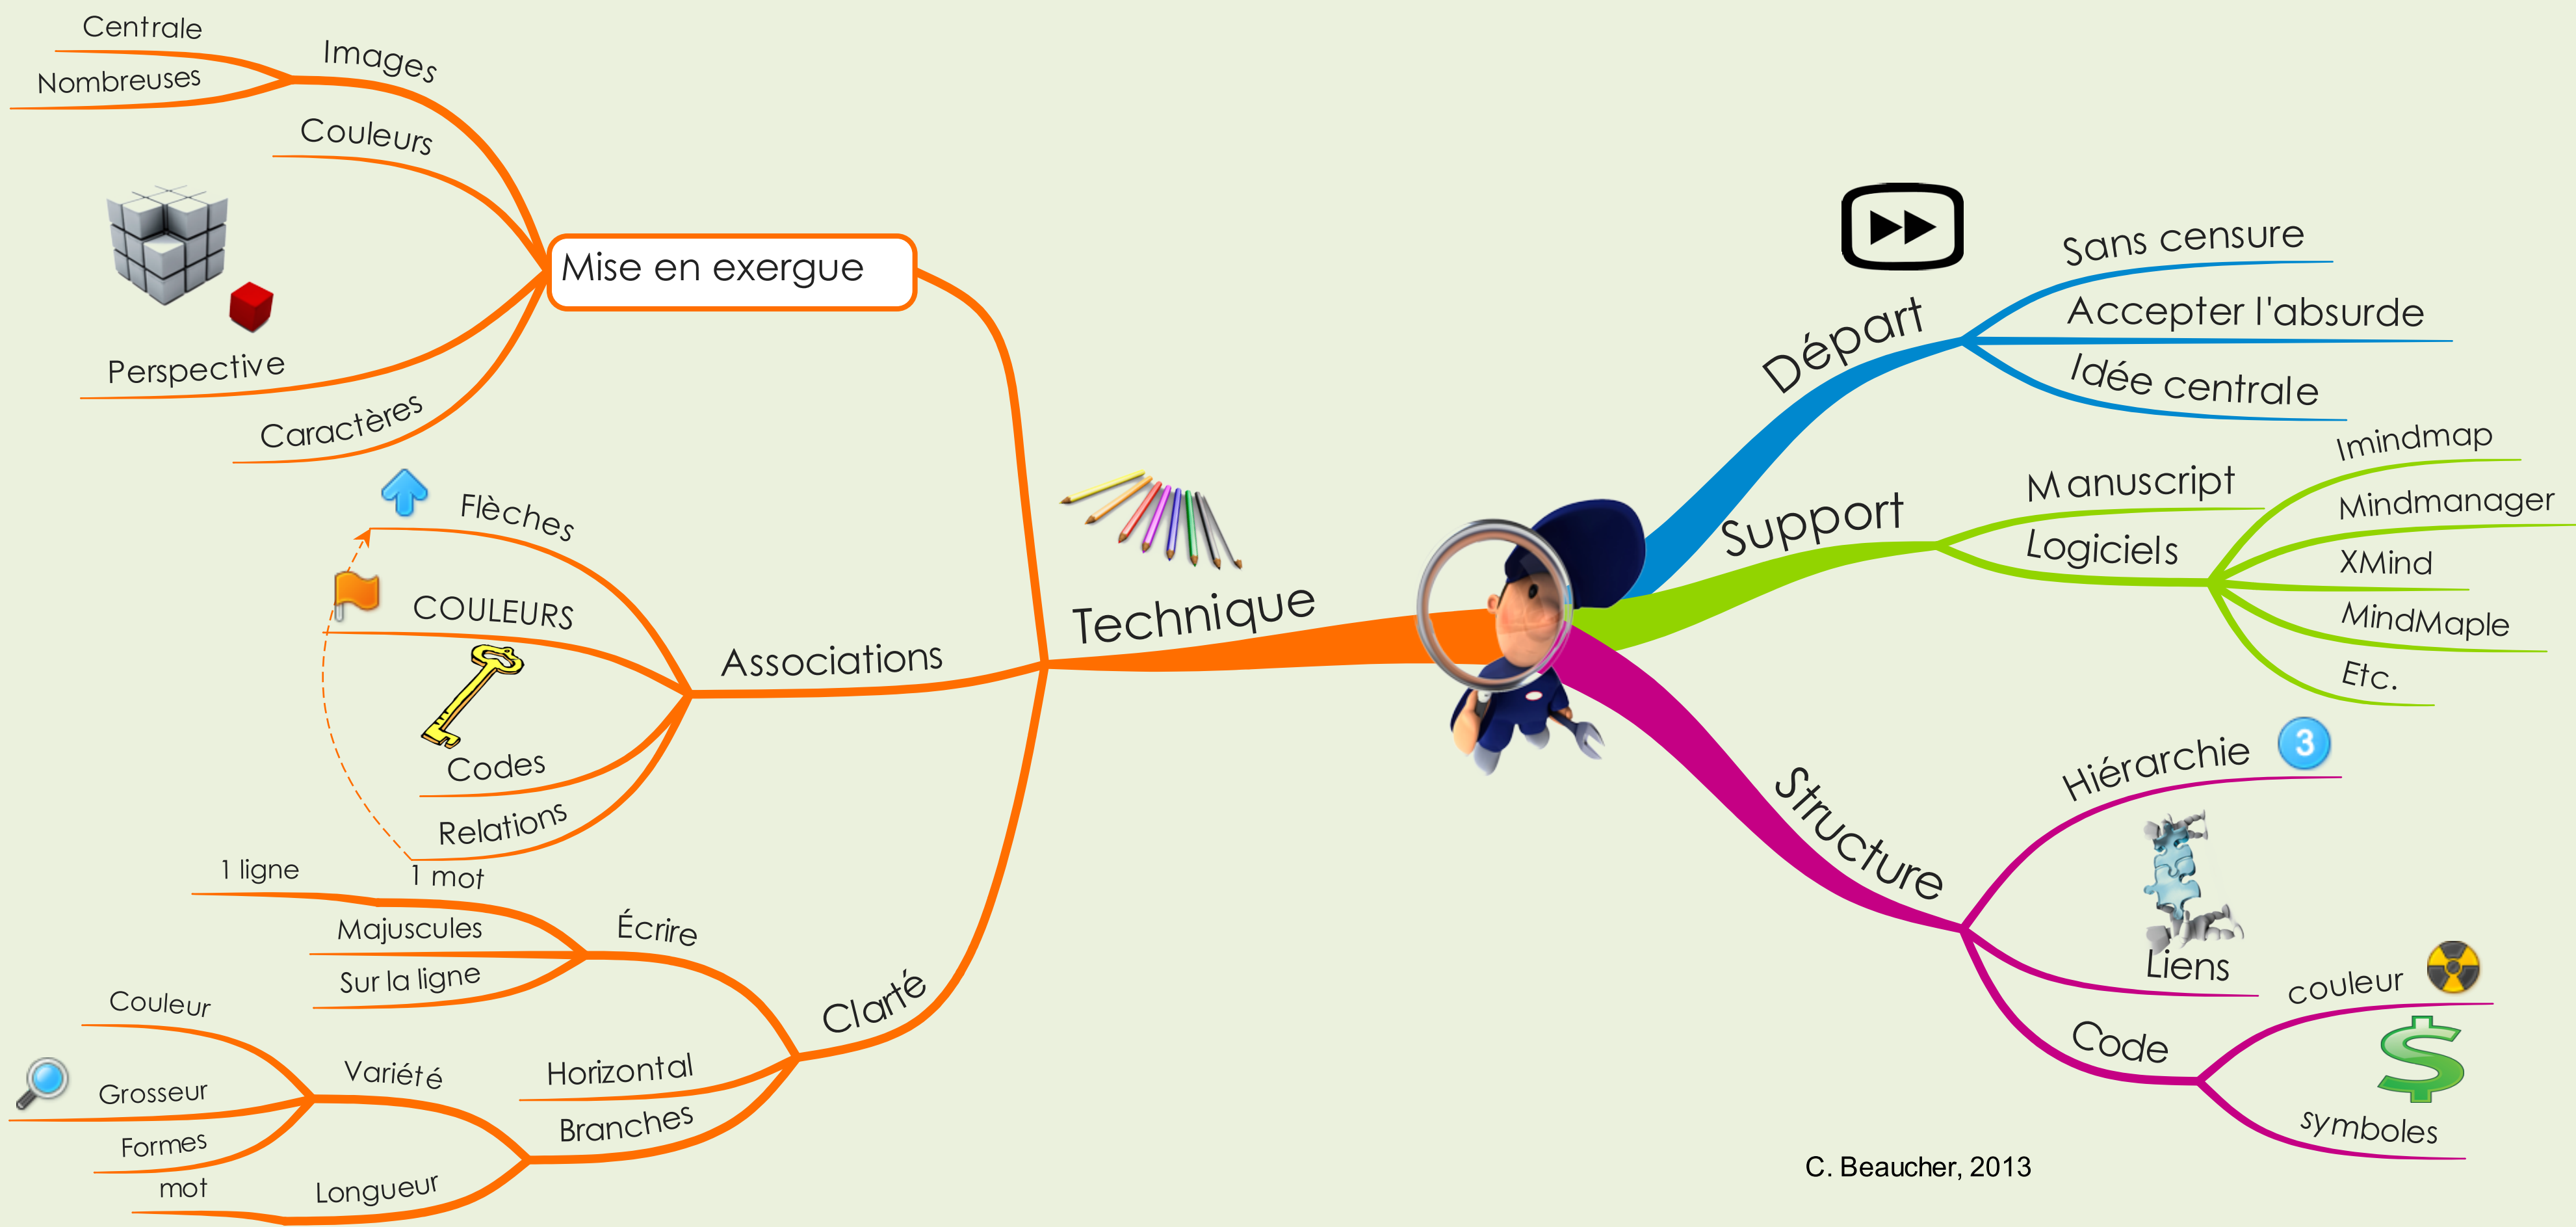 Centrale
Nombreuses
Images
Couleurs
Perspective
Caractères
Mise en exergue
Flèches
COULEURS
Codes
Relations
Associations
1 ligne
1 mot
Majuscules
Sur la ligne
Écrire
Couleur
Grosseur
Formes
Variété
mot
Longueur
Horizontal
Branches
Clarté
Technique
Départ
Sans censure
Accepter l'absurde
Idée centrale
Support
Manuscript
Logiciels
Imindmap
Mindmanager
XMind
MindMaple
Etc.
Structure
Hiérarchie
3
Liens
Code
couleur
$
symboles
C. Beaucher, 2013